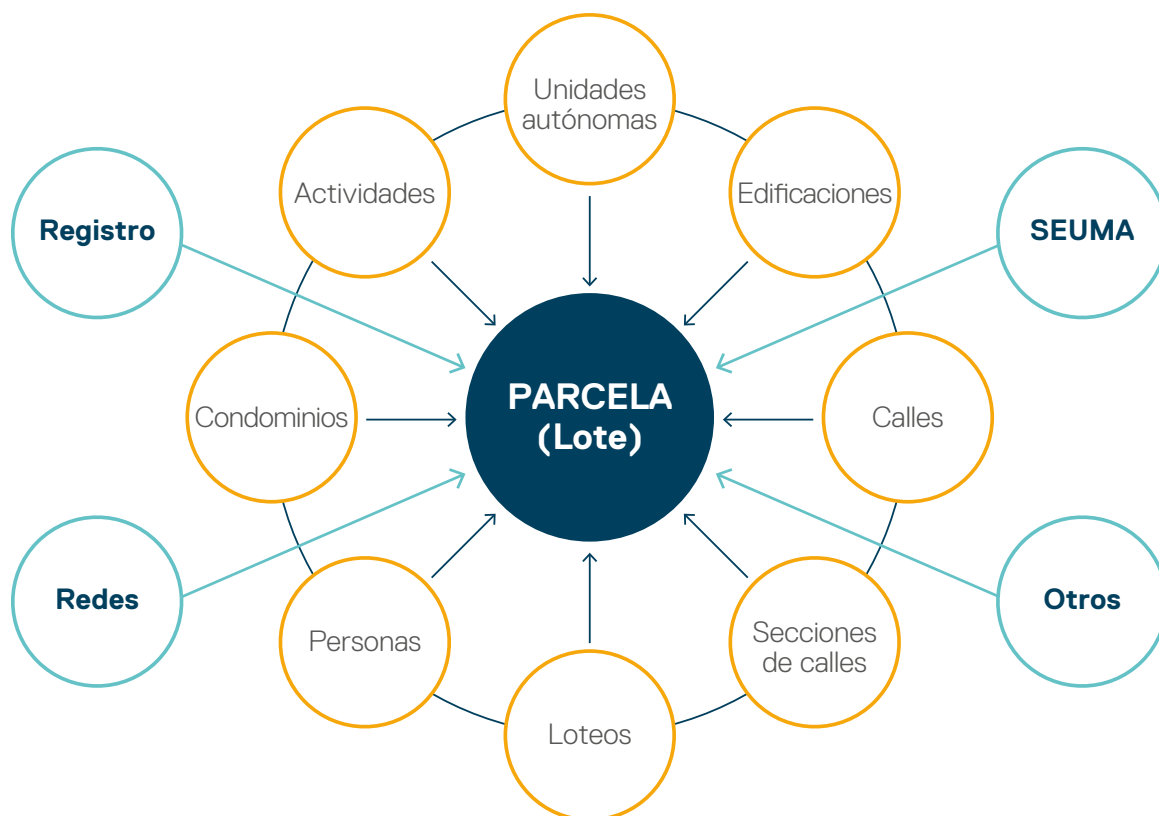 Unidades
autónomas
Actividades
Edificaciones
Registro
SEUMA
PARCELA
(Lote)
Condominios
Calles
Redes
Otros
Personas
Secciones
de calles
Loteos